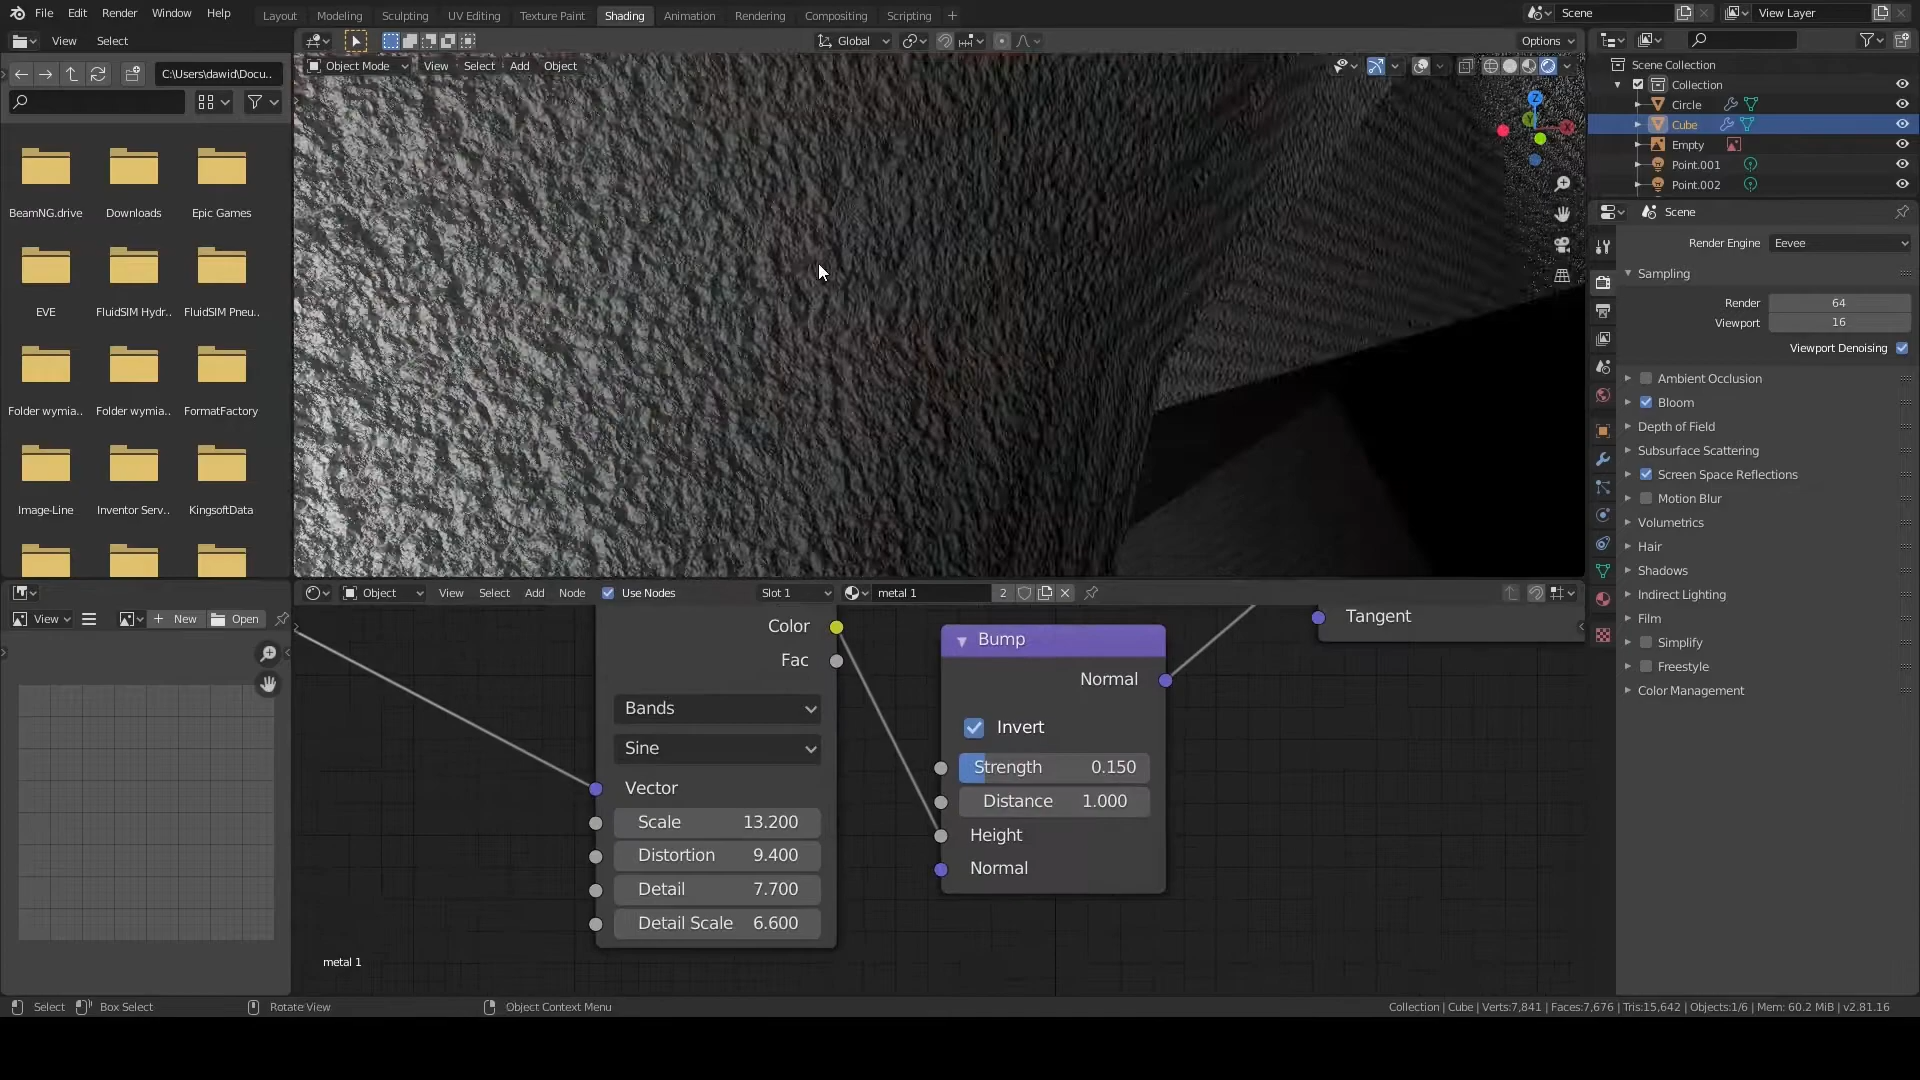 File Edit Render Window Help
Layout Modeling Sculpting UV Editing Texture Paint Shading Animation Rendering Compositing Scripting
Scene
View Layer
View Select
Global
Options
C:\Users\dawid\Docu..
Object Mode View Select Add Object
BeamNG.drive Downloads Epic Games
EVE FluidSIM Hydr.. FluidSIM Pneu..
Folder wymia.. Folder wymia.. FormatFactory
Image-Line Inventor Serv.. KingsoftData
Z
Y
X
Scene Collection
Collection
Circle
Cube
Empty
Point.001
Point.002
Scene
Render Engine Eevee
Sampling
Render 64
Viewport 16
Viewport Denoising
Ambient Occlusion
Bloom
Depth of Field
Subsurface Scattering
Screen Space Reflections
Motion Blur
Volumetrics
Hair
Shadows
Indirect Lighting
Film
Simplify
Freestyle
Color Management
View New Open
Object View Select Add Node Use Nodes Slot 1 metal 1 2
Color
Fac
Bands
Sine
Vector
Scale 13.200
Distortion 9.400
Detail 7.700
Detail Scale 6.600
Bump
Normal
Invert
Strength 0.150
Distance 1.000
Height
Normal
Tangent
metal 1
Select Box Select Rotate View Object Context Menu
Collection | Cube | Verts:7,841 | Faces:7,676 | Tris:15,642 | Objects:1/6 | Mem: 60.2 MiB | v2.81.16